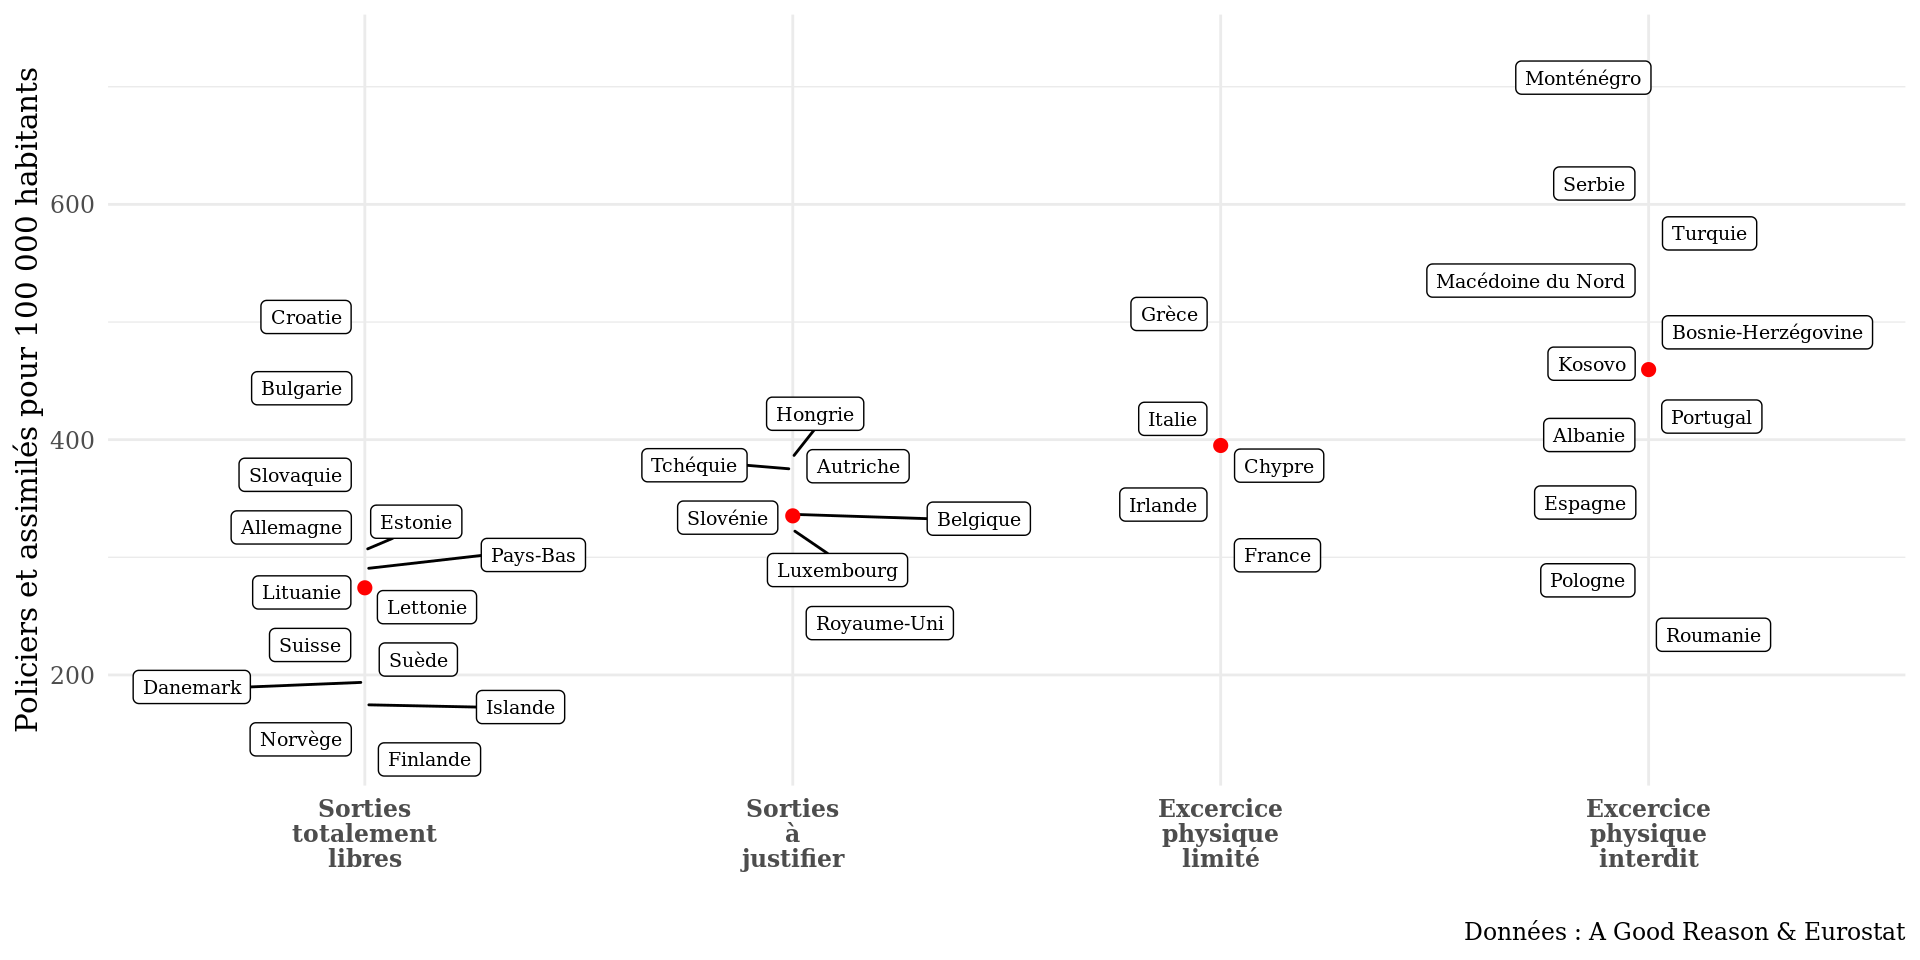 Policiers et assimilés pour 100 000 habitants
600
400
200
Monténégro
Serbie
Turquie
Macédoine du Nord
Croatie
Grèce
Bosnie-Herzégovine
Kosovo
Bulgarie
Hongrie
Italie
Portugal
Albanie
Slovaquie
Tchéquie
Autriche
Chypre
Allemagne
Estonie
Slovénie
Belgique
Irlande
Espagne
Pays-Bas
Luxembourg
France
Lituanie
Lettonie
Pologne
Royaume-Uni
Suisse
Suède
Roumanie
Danemark
Islande
Norvège
Finlande
Sorties
totalement
libres
Sorties
à
justifier
Excercice
physique
limité
Excercice
physique
interdit
Données : A Good Reason & Eurostat